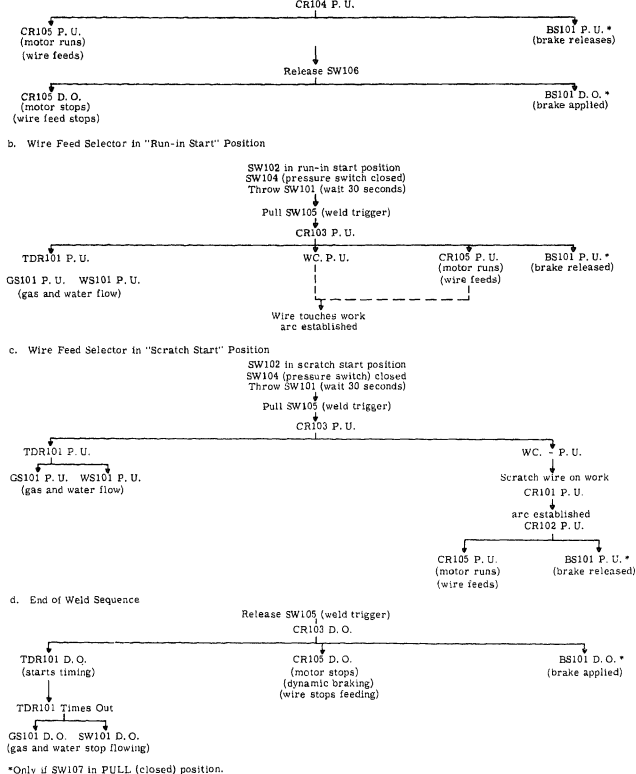 CR104 P. U.
CR105 P. U. BS101 P. U. *
(motor runs) (brake releases)
(wire feeds)
Release SW106
CR105 D. O. BS101 D. O. *
(motor stops) (brake applied)
(wire feed stops)
b. Wire Feed Selector in "Run-in Start" Position
SW102 in run-in start position
SW104 (pressure switch closed)
Throw SW101 (wait 30 seconds)
Pull SW105 (weld trigger)
CR103 P. U.
TDR101 P. U. WC. P. U. CR105 P. U. BS101 P. U. *
(motor runs) (brake released)
GS101 P. U. WS101 P. U. (wire feeds)
(gas and water flow)
Wire touches work
arc established
c. Wire Feed Selector in "Scratch Start" Position
SW102 in scratch start position
SW104 (pressure switch) closed
Throw SW101 (wait 30 seconds)
Pull SW105 (weld trigger)
CR103 P. U.
TDR101 P. U. WC. - P. U.
GS101 P. U. WS101 P. U. Scratch wire on work
(gas and water flow) CR101 P. U.
arc established
CR102 P. U.
CR105 P. U. BS101 P. U. *
(motor runs) (brake released)
(wire feeds)
d. End of Weld Sequence
Release SW105 (weld trigger)
CR103 D. O.
TDR101 D. O. CR105 D. O. BS101 D. O. *
(starts timing) (motor stops) (brake applied)
(dynamic braking)
(wire stops feeding)
TDR101 Times Out
GS101 D. O. SW101 D. O.
(gas and water stop flowing)
*Only if SW107 in PULL (closed) position.